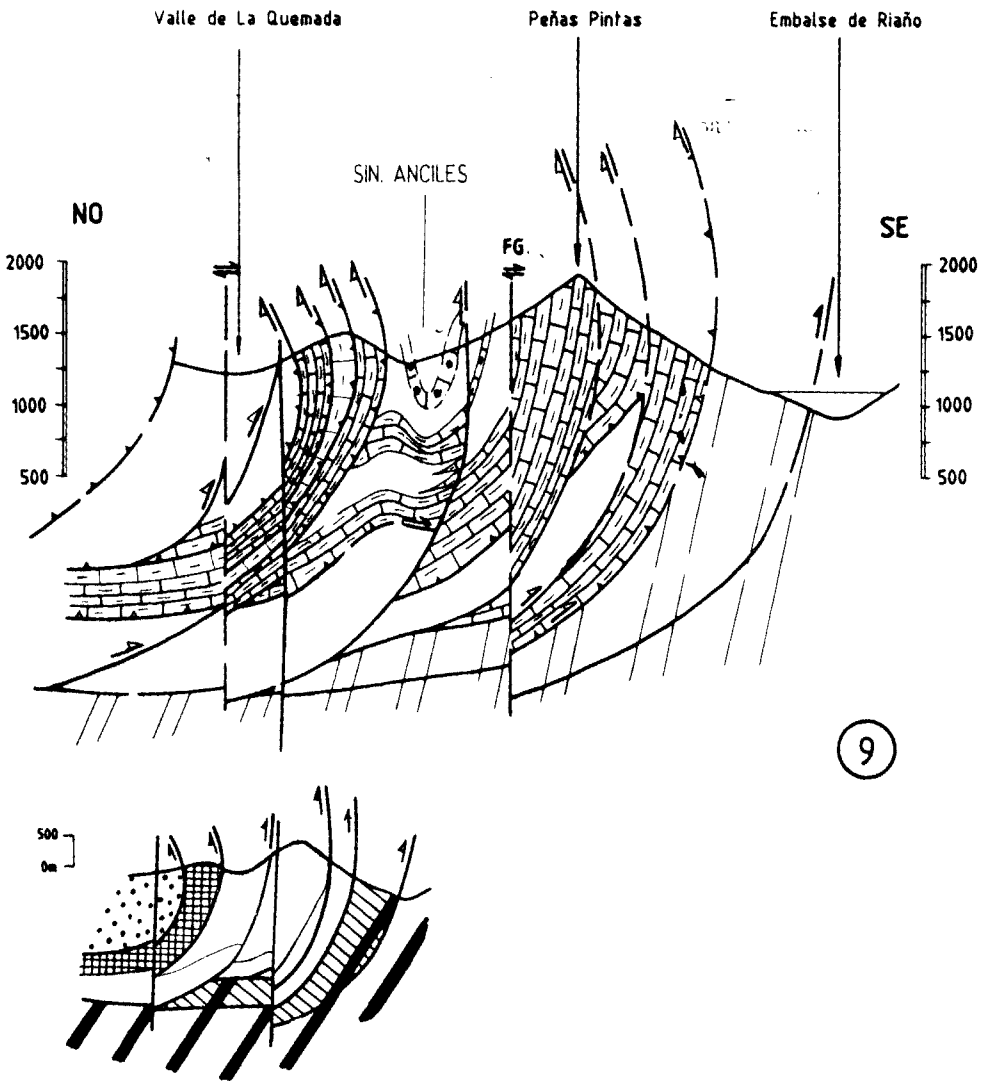 Valle de La Quemada
Peñas Pintas
Embalse de Riaño
SIN. ANCILES
NO
SE
FG.
2000
1500
1000
500
2000
1500
1000
500
9
500
0m